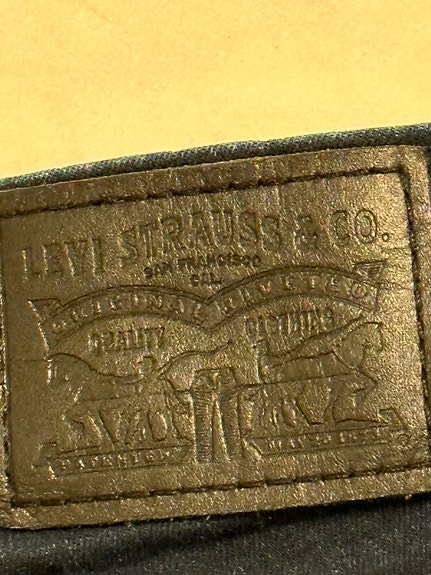 LEVI STRAUSS & CO.
SAN FRANCISCO
CAL.
ORIGINAL RIVETED
QUALITY CLOTHING